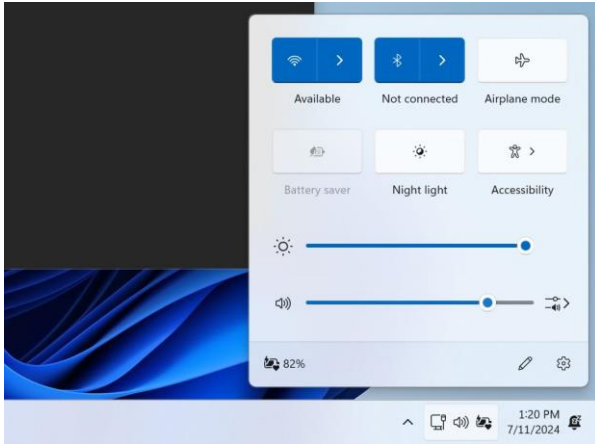 Available
Not connected
Airplane mode
Battery saver
Night light
Accessibility
82%
1:20 PM
7/11/2024